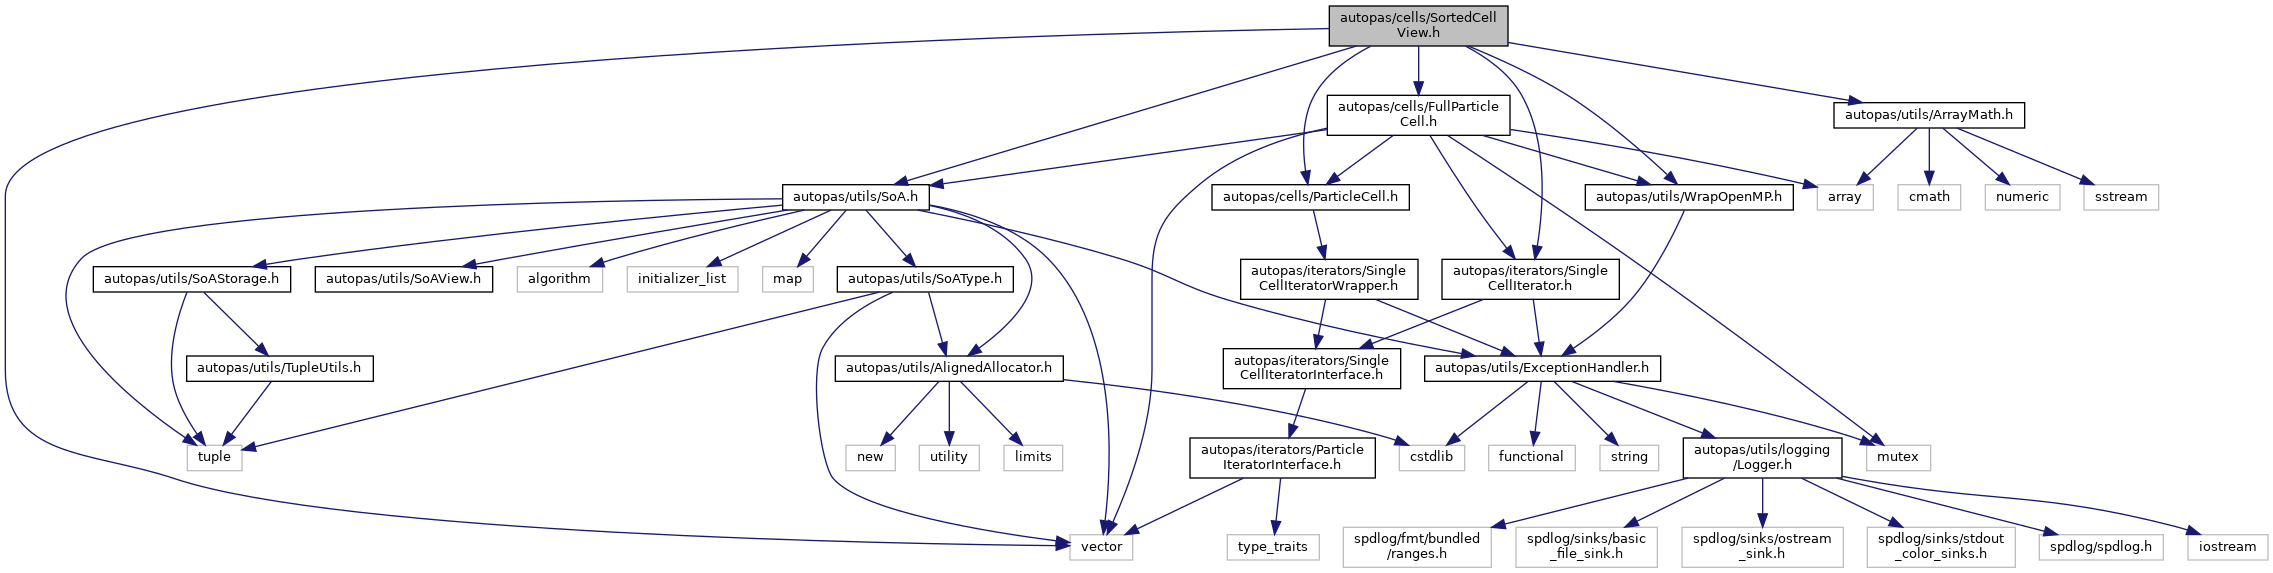 autopas/cells/SortedCell
View.h
autopas/cells/FullParticle
Cell.h
autopas/utils/ArrayMath.h
autopas/utils/SoA.h
autopas/cells/ParticleCell.h
autopas/utils/WrapOpenMP.h
array
cmath
numeric
sstream
autopas/utils/SoAStorage.h
autopas/utils/SoAView.h
algorithm
initializer_list
map
autopas/utils/SoAType.h
autopas/iterators/Single
CellIteratorWrapper.h
autopas/iterators/Single
CellIterator.h
autopas/utils/TupleUtils.h
autopas/utils/AlignedAllocator.h
autopas/iterators/Single
CellIteratorInterface.h
autopas/utils/ExceptionHandler.h
tuple
new
utility
limits
autopas/iterators/Particle
IteratorInterface.h
cstdlib
functional
string
autopas/utils/logging
/Logger.h
mutex
vector
type_traits
spdlog/fmt/bundled
/ranges.h
spdlog/sinks/basic
_file_sink.h
spdlog/sinks/ostream
_sink.h
spdlog/sinks/stdout
_color_sinks.h
spdlog/spdlog.h
iostream